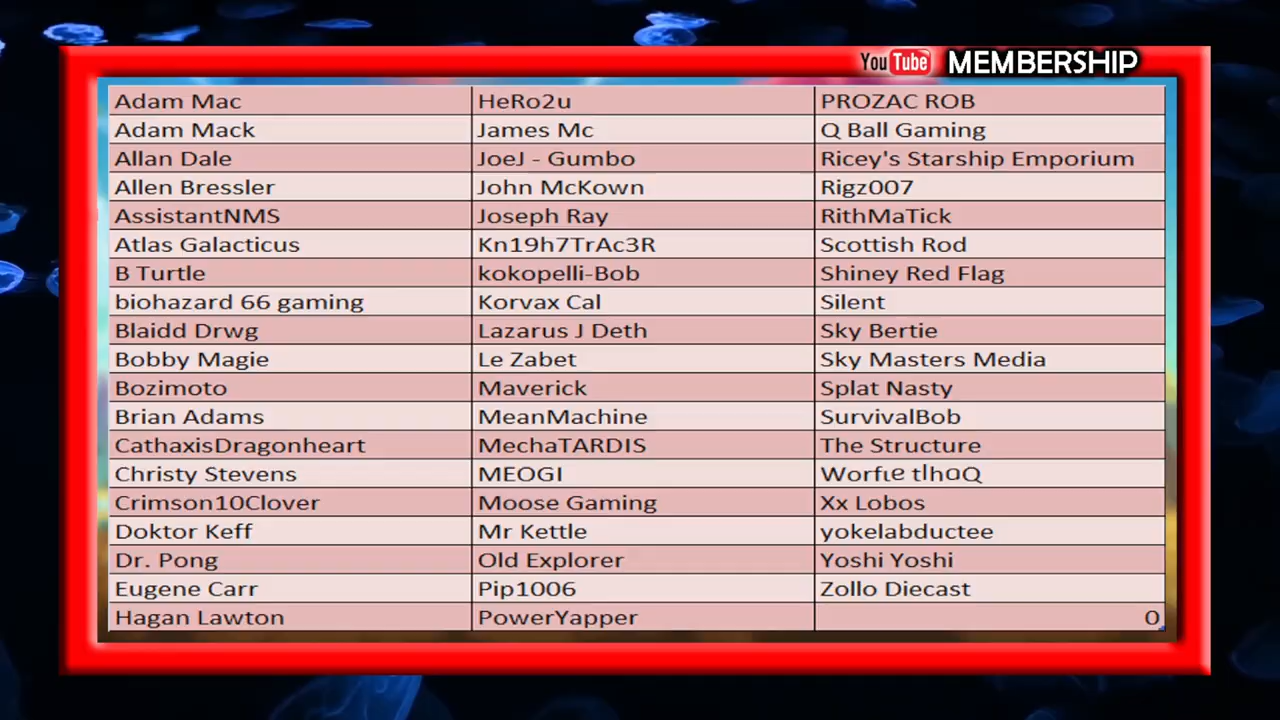 YouTube MEMBERSHIP
Adam Mac HeRo2u PROZAC ROB
Adam Mack James Mc Q Ball Gaming
Allan Dale JoeJ - Gumbo Ricey's Starship Emporium
Allen Bressler John McKown Rigz007
AssistantNMS Joseph Ray RithMaTick
Atlas Galacticus Kn19h7TrAc3R Scottish Rod
B Turtle kokopelli-Bob Shiney Red Flag
biohazard 66 gaming Korvax Cal Silent
Blaidd Drwg Lazarus J Deth Sky Bertie
Bobby Magie Le Zabet Sky Masters Media
Bozimoto Maverick Splat Nasty
Brian Adams MeanMachine SurvivalBob
CathaxisDragonheart MechaTARDIS The Structure
Christy Stevens MEOGI Worfιe tlhαQ
Crimson10Clover Moose Gaming Xx Lobos
Doktor Keff Mr Kettle yokelabductee
Dr. Pong Old Explorer Yoshi Yoshi
Eugene Carr Pip1006 Zollo Diecast
Hagan Lawton PowerYapper 0